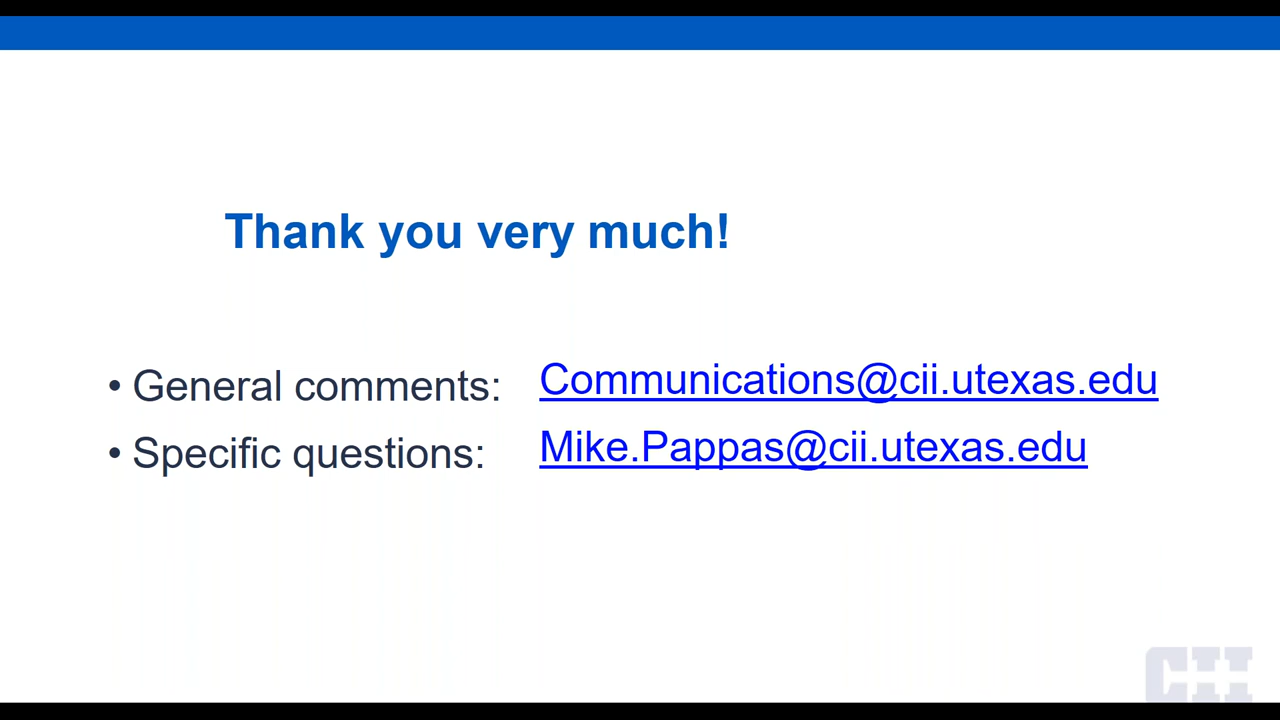 Thank you very much!
• General comments: Communications@cii.utexas.edu
• Specific questions: Mike.Pappas@cii.utexas.edu
CII